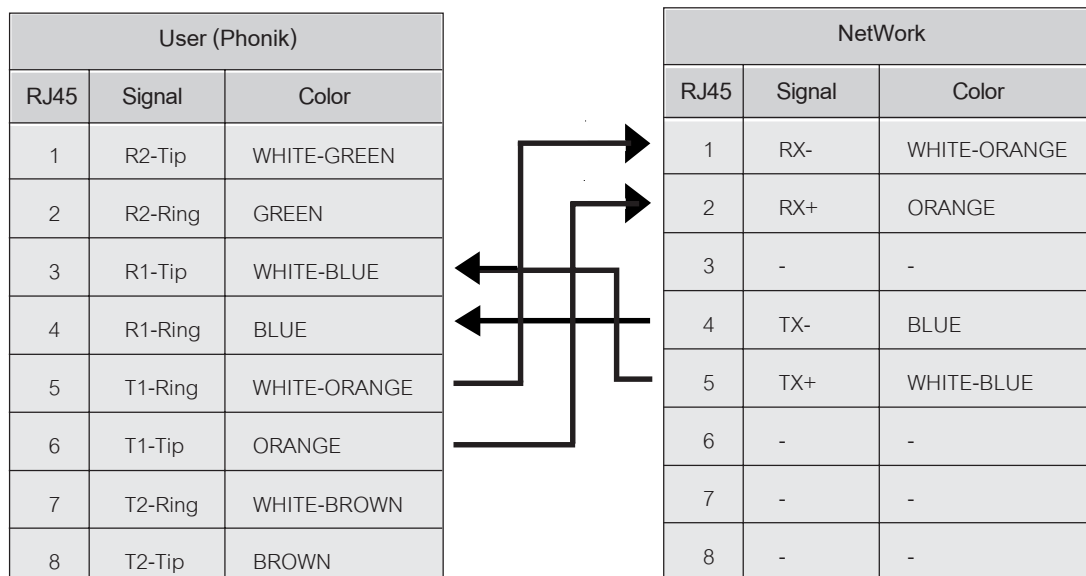 User (Phonik)
RJ45 Signal Color
1 R2-Tip WHITE-GREEN
2 R2-Ring GREEN
3 R1-Tip WHITE-BLUE
4 R1-Ring BLUE
5 T1-Ring WHITE-ORANGE
6 T1-Tip ORANGE
7 T2-Ring WHITE-BROWN
8 T2-Tip BROWN
NetWork
RJ45 Signal Color
1 RX- WHITE-ORANGE
2 RX+ ORANGE
3 - -
4 TX- BLUE
5 TX+ WHITE-BLUE
6 - -
7 - -
8 - -